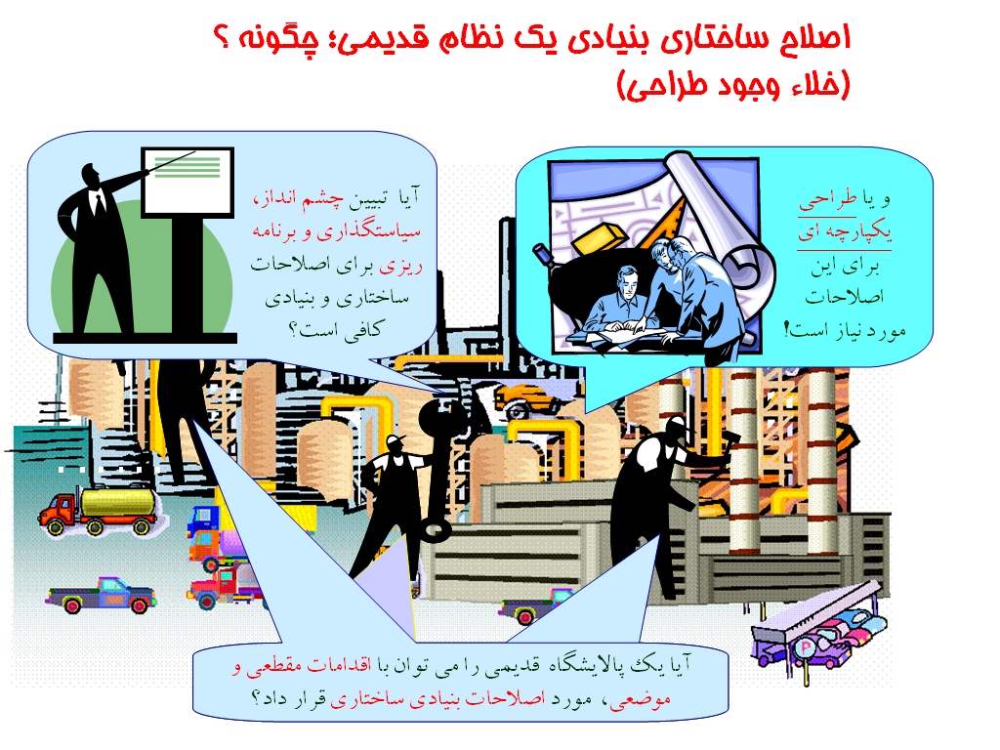 اصلاح ساختاری بنیادی یک نظام قدیمی؛ چگونه ؟
(خلاء وجود طراحی)
و یا طراحی
یکپارچه ای
برای این
اصلاحات
مورد نیاز است!
آیا تبیین چشم انداز،
سیاستگذاری و برنامه
ریزی برای اصلاحات
ساختاری و بنیادی
کافی است؟
آیا یک پالایشگاه قدیمی را می توان با اقدامات مقطعی و
موضعی، مورد اصلاحات بنیادی ساختاری قرار داد؟
P